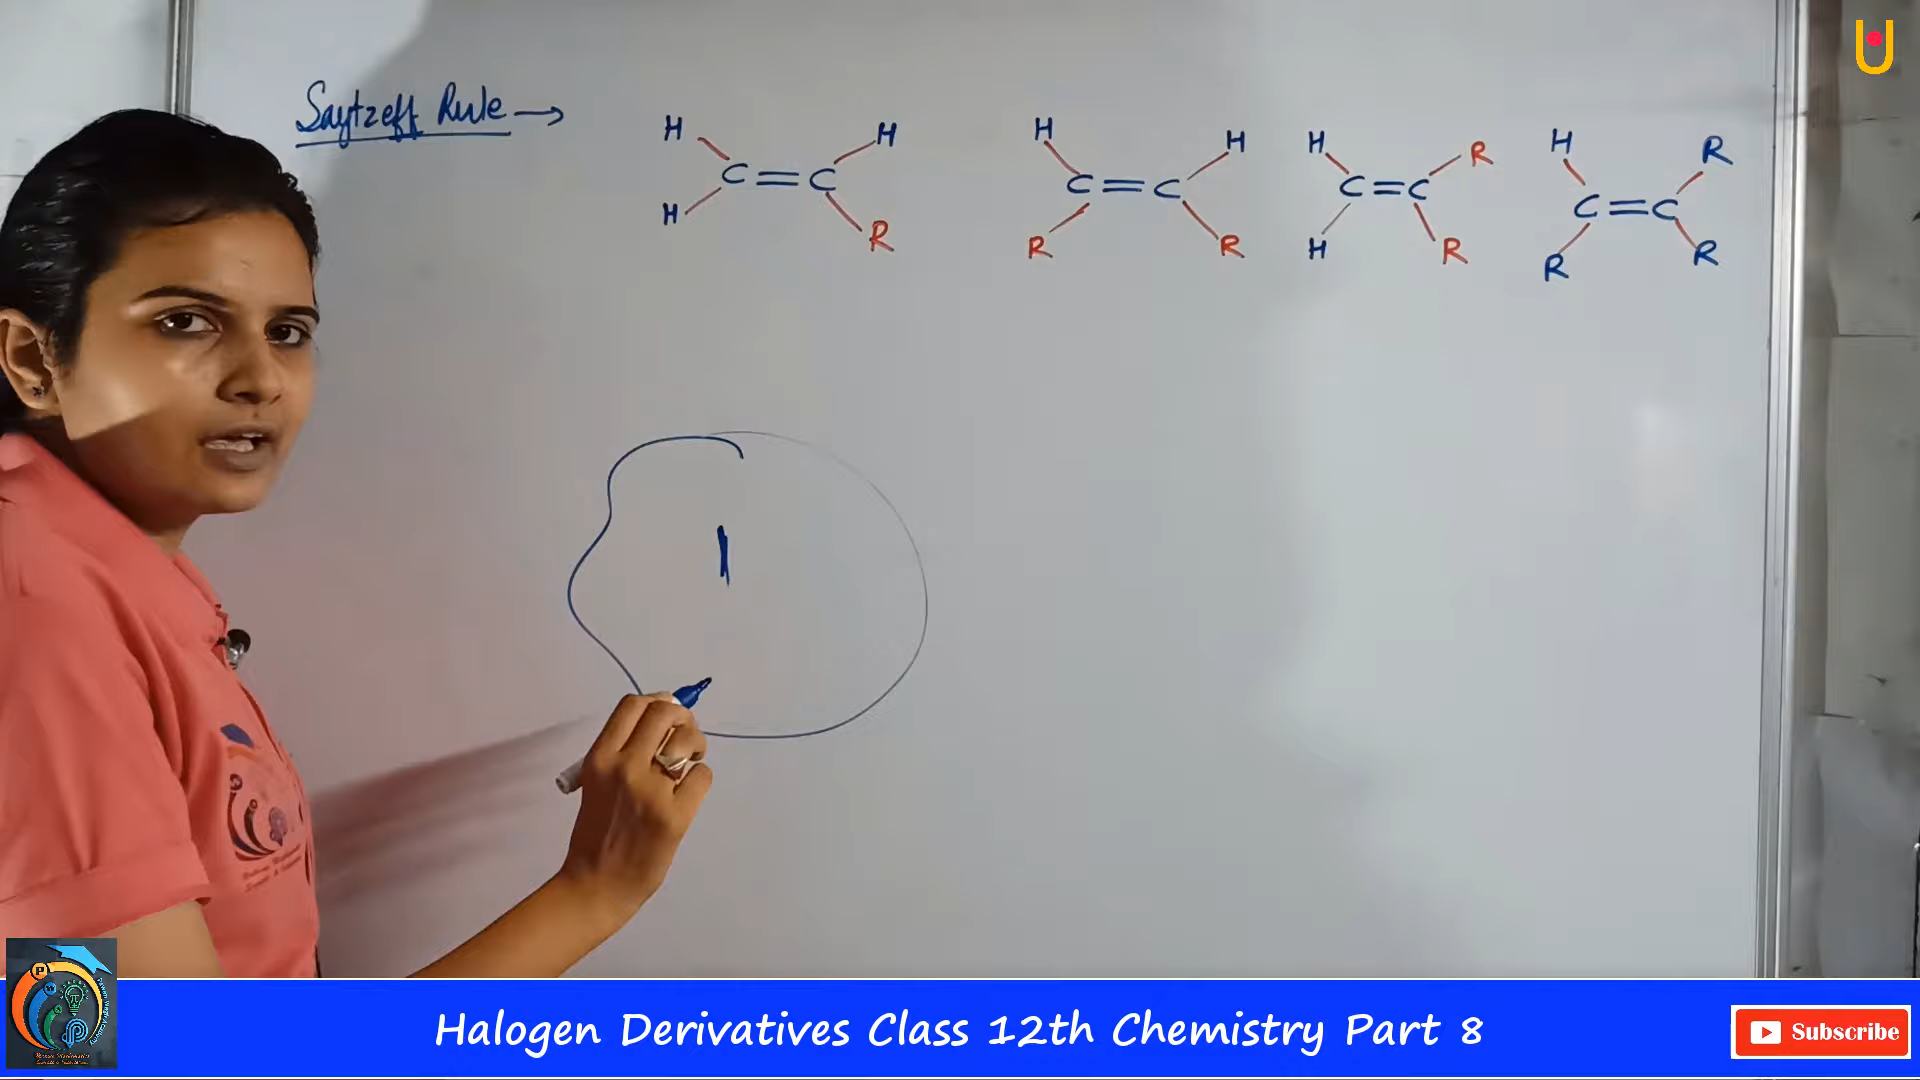 Saytzeff Rule →
H H H H H R H R
C=C C=C C=C C=C
H R R R H R R R
Halogen Derivatives Class 12th Chemistry Part 8
Subscribe